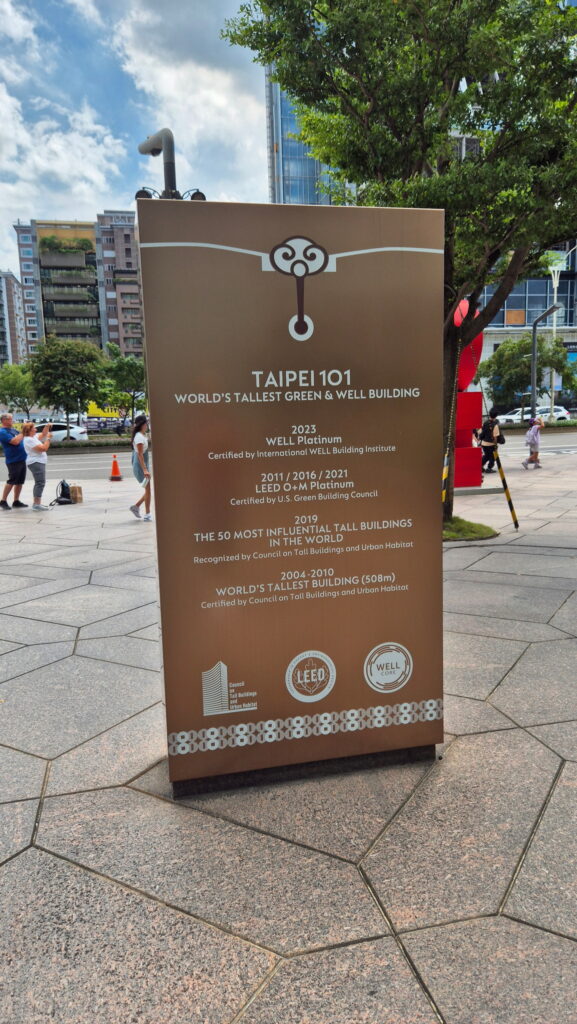 TAIPEI 101
WORLD'S TALLEST GREEN & WELL BUILDING
2023
WELL Platinum
Certified by International WELL Building Institute
2011 / 2016 / 2021
LEED O+M Platinum
Certified by U.S. Green Building Council
2019
THE 50 MOST INFLUENTIAL TALL BUILDINGS
IN THE WORLD
Recognized by Council on Tall Buildings and Urban Habitat
2004-2010
WORLD'S TALLEST BUILDING (508m)
Certified by Council on Tall Buildings and Urban Habitat
Council
on
Tall Buildings
and
Urban Habitat
LEED
WELL
CORE